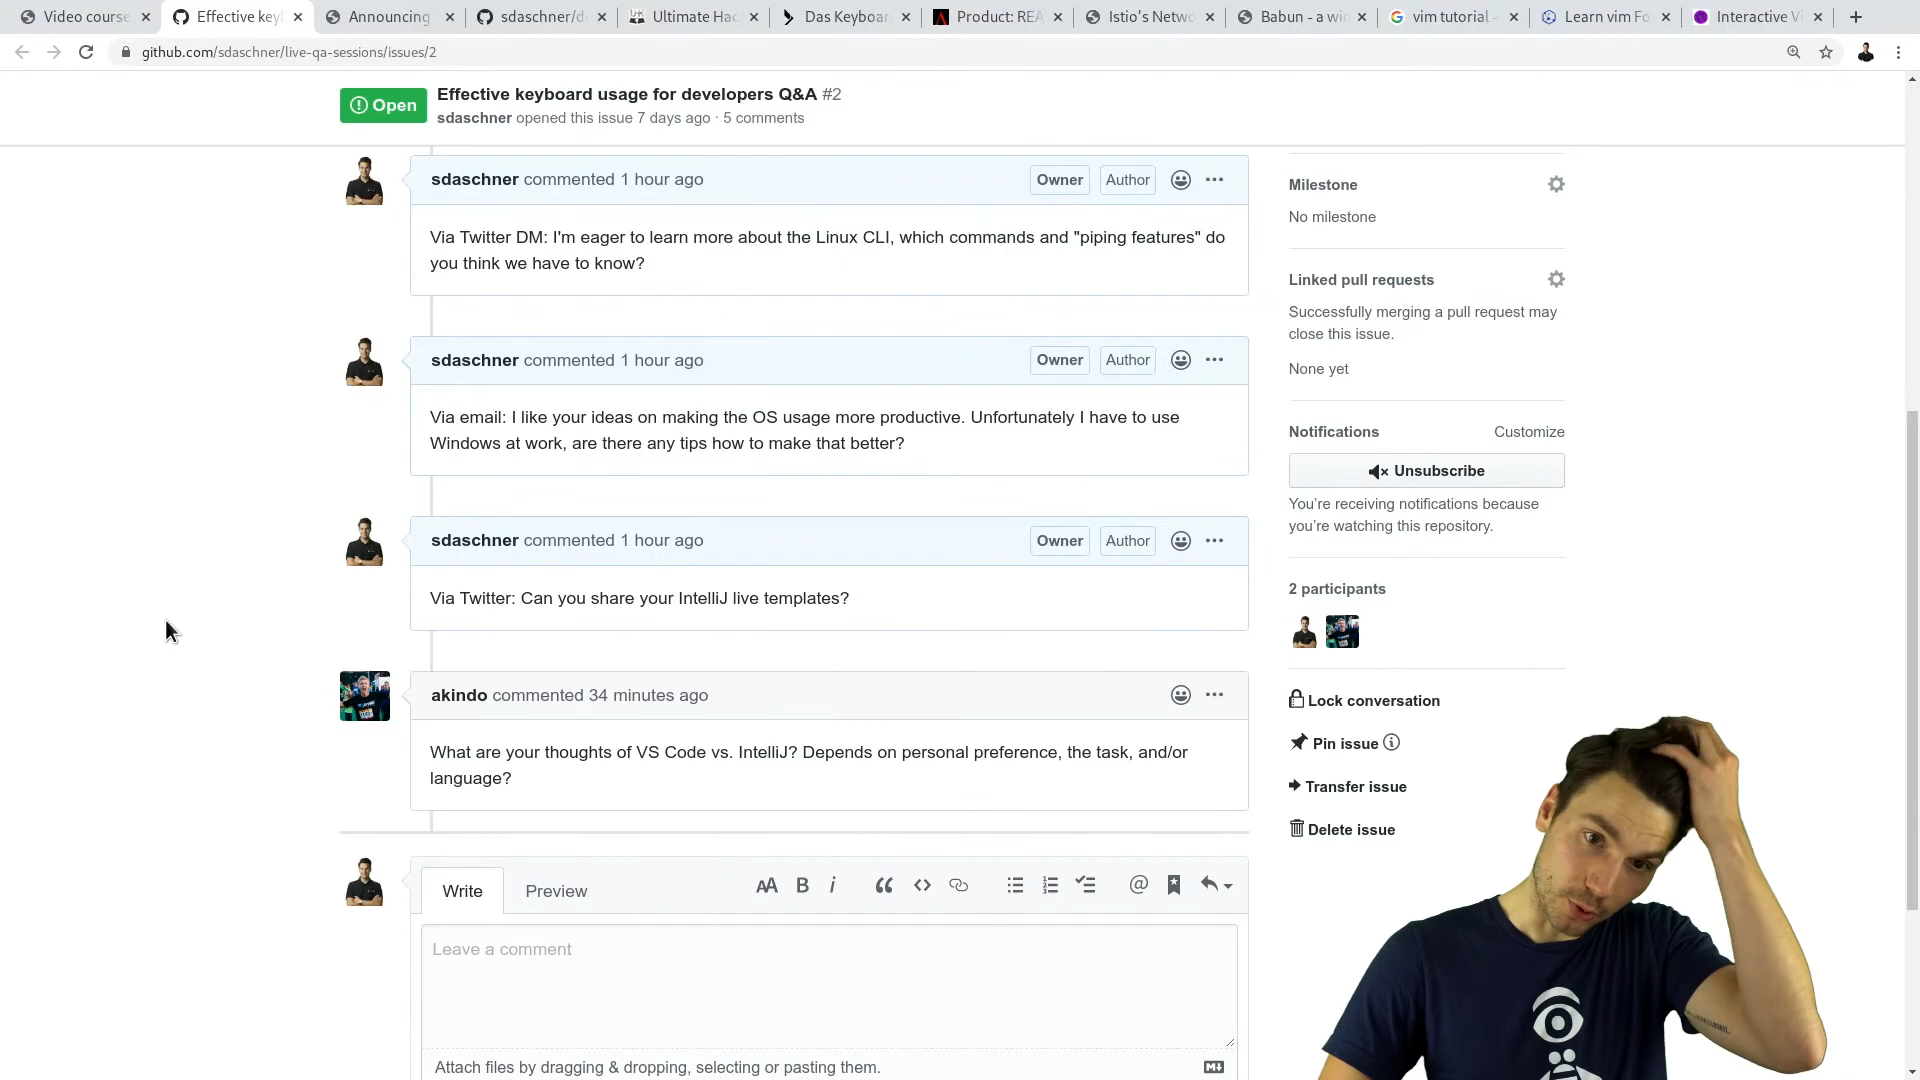 Video course
Effective key
Announcing
sdaschner/d
Ultimate Hac
Das Keyboar
Product: REA
Istio's Netwo
Babun - a wi
vim tutorial -
Learn vim Fo
Interactive Vi
github.com/sdaschner/live-qa-sessions/issues/2
Open
Effective keyboard usage for developers Q&A #2
sdaschner opened this issue 7 days ago · 5 comments
sdaschner commented 1 hour ago
Owner
Author
Via Twitter DM: I'm eager to learn more about the Linux CLI, which commands and "piping features" do
you think we have to know?
sdaschner commented 1 hour ago
Owner
Author
Via email: I like your ideas on making the OS usage more productive. Unfortunately I have to use
Windows at work, are there any tips how to make that better?
sdaschner commented 1 hour ago
Owner
Author
Via Twitter: Can you share your IntelliJ live templates?
akindo commented 34 minutes ago
What are your thoughts of VS Code vs. IntelliJ? Depends on personal preference, the task, and/or
language?
Write
Preview
Leave a comment
Attach files by dragging & dropping, selecting or pasting them.
Milestone
No milestone
Linked pull requests
Successfully merging a pull request may
close this issue.
None yet
Notifications
Customize
Unsubscribe
You're receiving notifications because
you're watching this repository.
2 participants
Lock conversation
Pin issue
Transfer issue
Delete issue